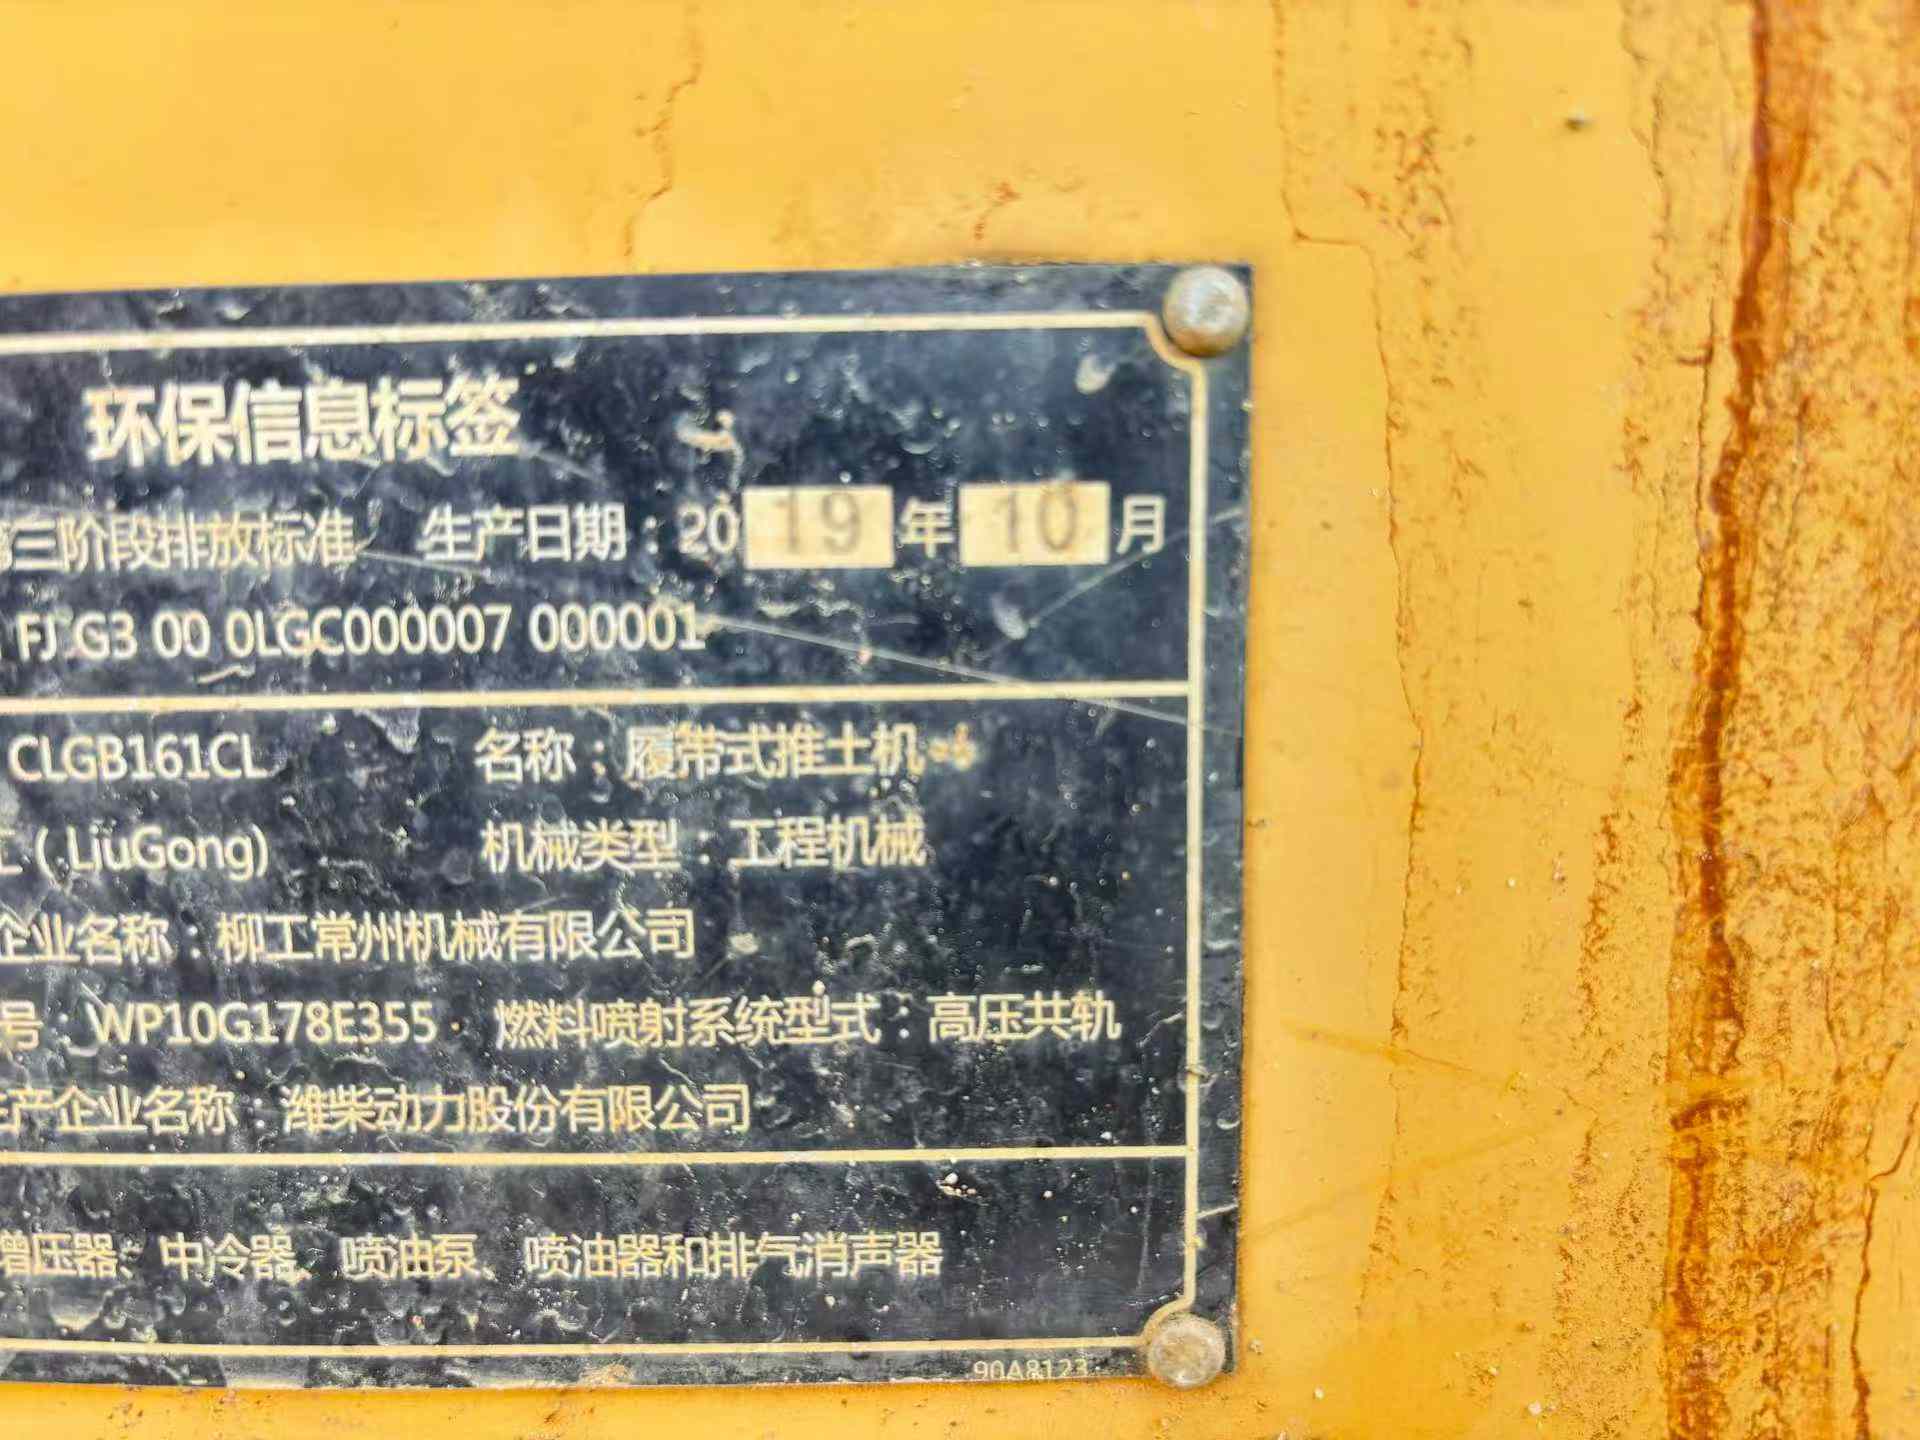 环保信息标签
第三阶段排放标准 生产日期：2019年10月
FJ G3 00 0LGC000007 000001
CLGB161CL 名称：履带式推土机
工（LiuGong） 机械类型：工程机械
企业名称：柳工常州机械有限公司
号：WP10G178E355 燃料喷射系统型式：高压共轨
生产企业名称：潍柴动力股份有限公司
增压器、中冷器、喷油泵、喷油器和排气消声器
90A8123